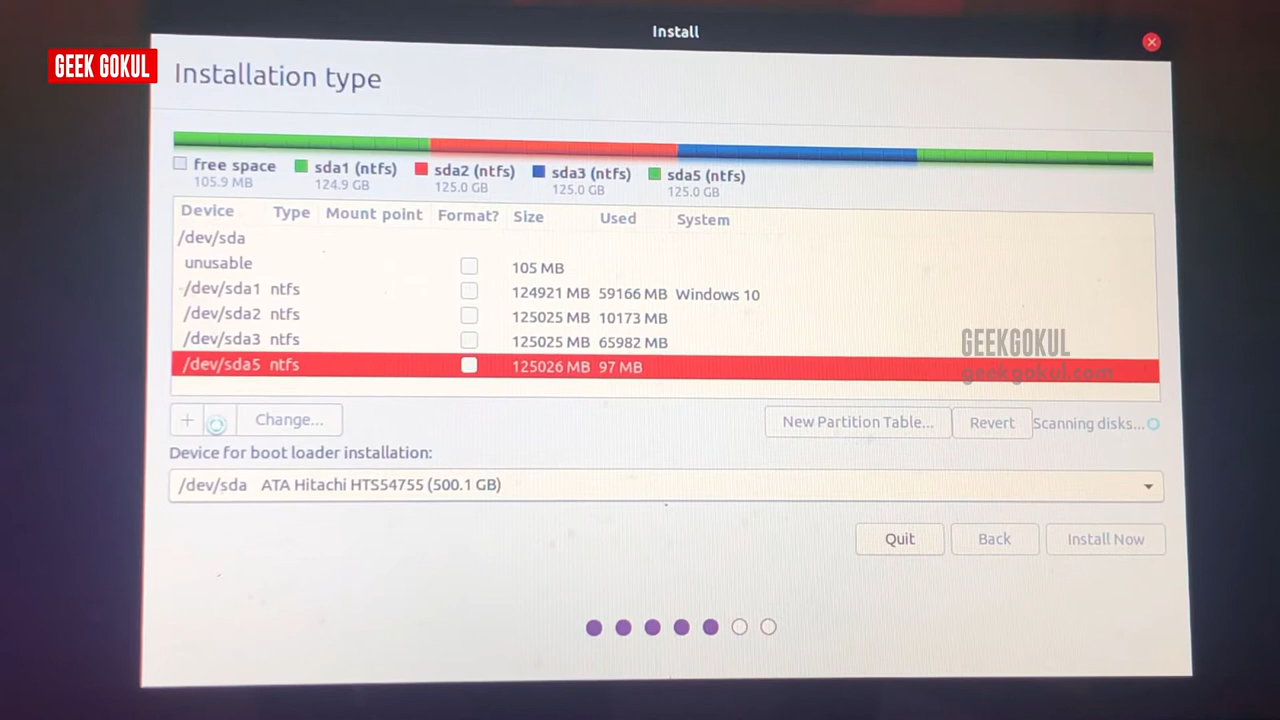 Install
GEEK GOKUL
Installation type
free space sda1 (ntfs) sda2 (ntfs) sda3 (ntfs) sda5 (ntfs)
105.9 MB 124.9 GB 125.0 GB 125.0 GB 125.0 GB
Device Type Mount point Format? Size Used System
/dev/sda
unusable 105 MB
/dev/sda1 ntfs 124921 MB 59166 MB Windows 10
/dev/sda2 ntfs 125025 MB 10173 MB
/dev/sda3 ntfs 125025 MB 65982 MB
/dev/sda5 ntfs 125026 MB 97 MB
GEEKGOKUL
geekgokul.com
+ Change... New Partition Table... Revert Scanning disks...
Device for boot loader installation:
/dev/sda ATA Hitachi HTS54755 (500.1 GB)
Quit Back Install Now